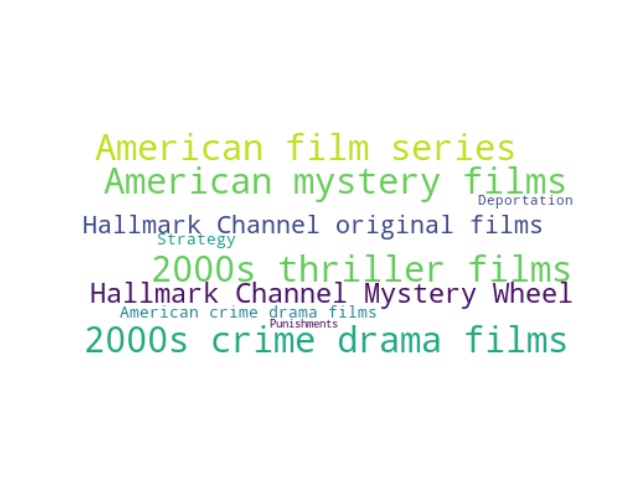 American film series
American mystery films
Deportation
Hallmark Channel original films
Strategy
2000s thriller films
Hallmark Channel Mystery Wheel
American crime drama films
Punishments
2000s crime drama films